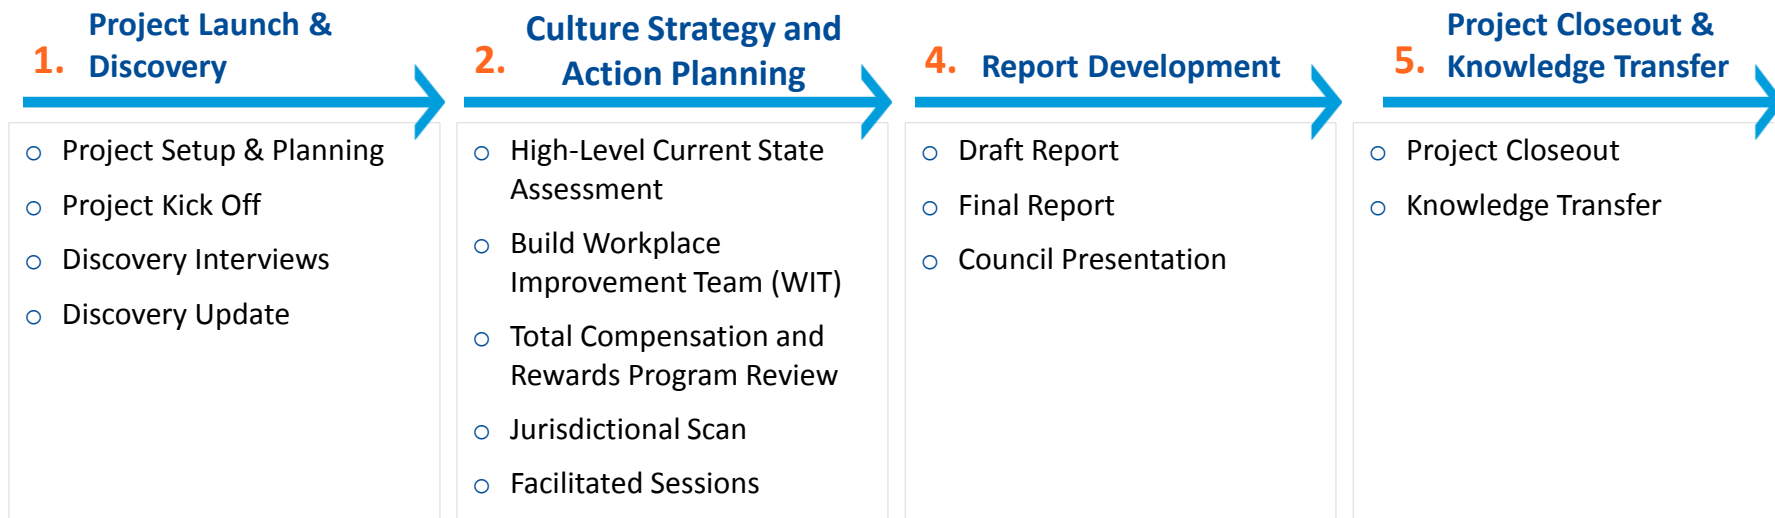 1. Project Launch &
Discovery
o Project Setup & Planning
o Project Kick Off
o Discovery Interviews
o Discovery Update
2. Culture Strategy and
Action Planning
o High-Level Current State
Assessment
o Build Workplace
Improvement Team (WIT)
o Total Compensation and
Rewards Program Review
o Jurisdictional Scan
o Facilitated Sessions
4. Report Development
o Draft Report
o Final Report
o Council Presentation
5. Project Closeout &
Knowledge Transfer
o Project Closeout
o Knowledge Transfer